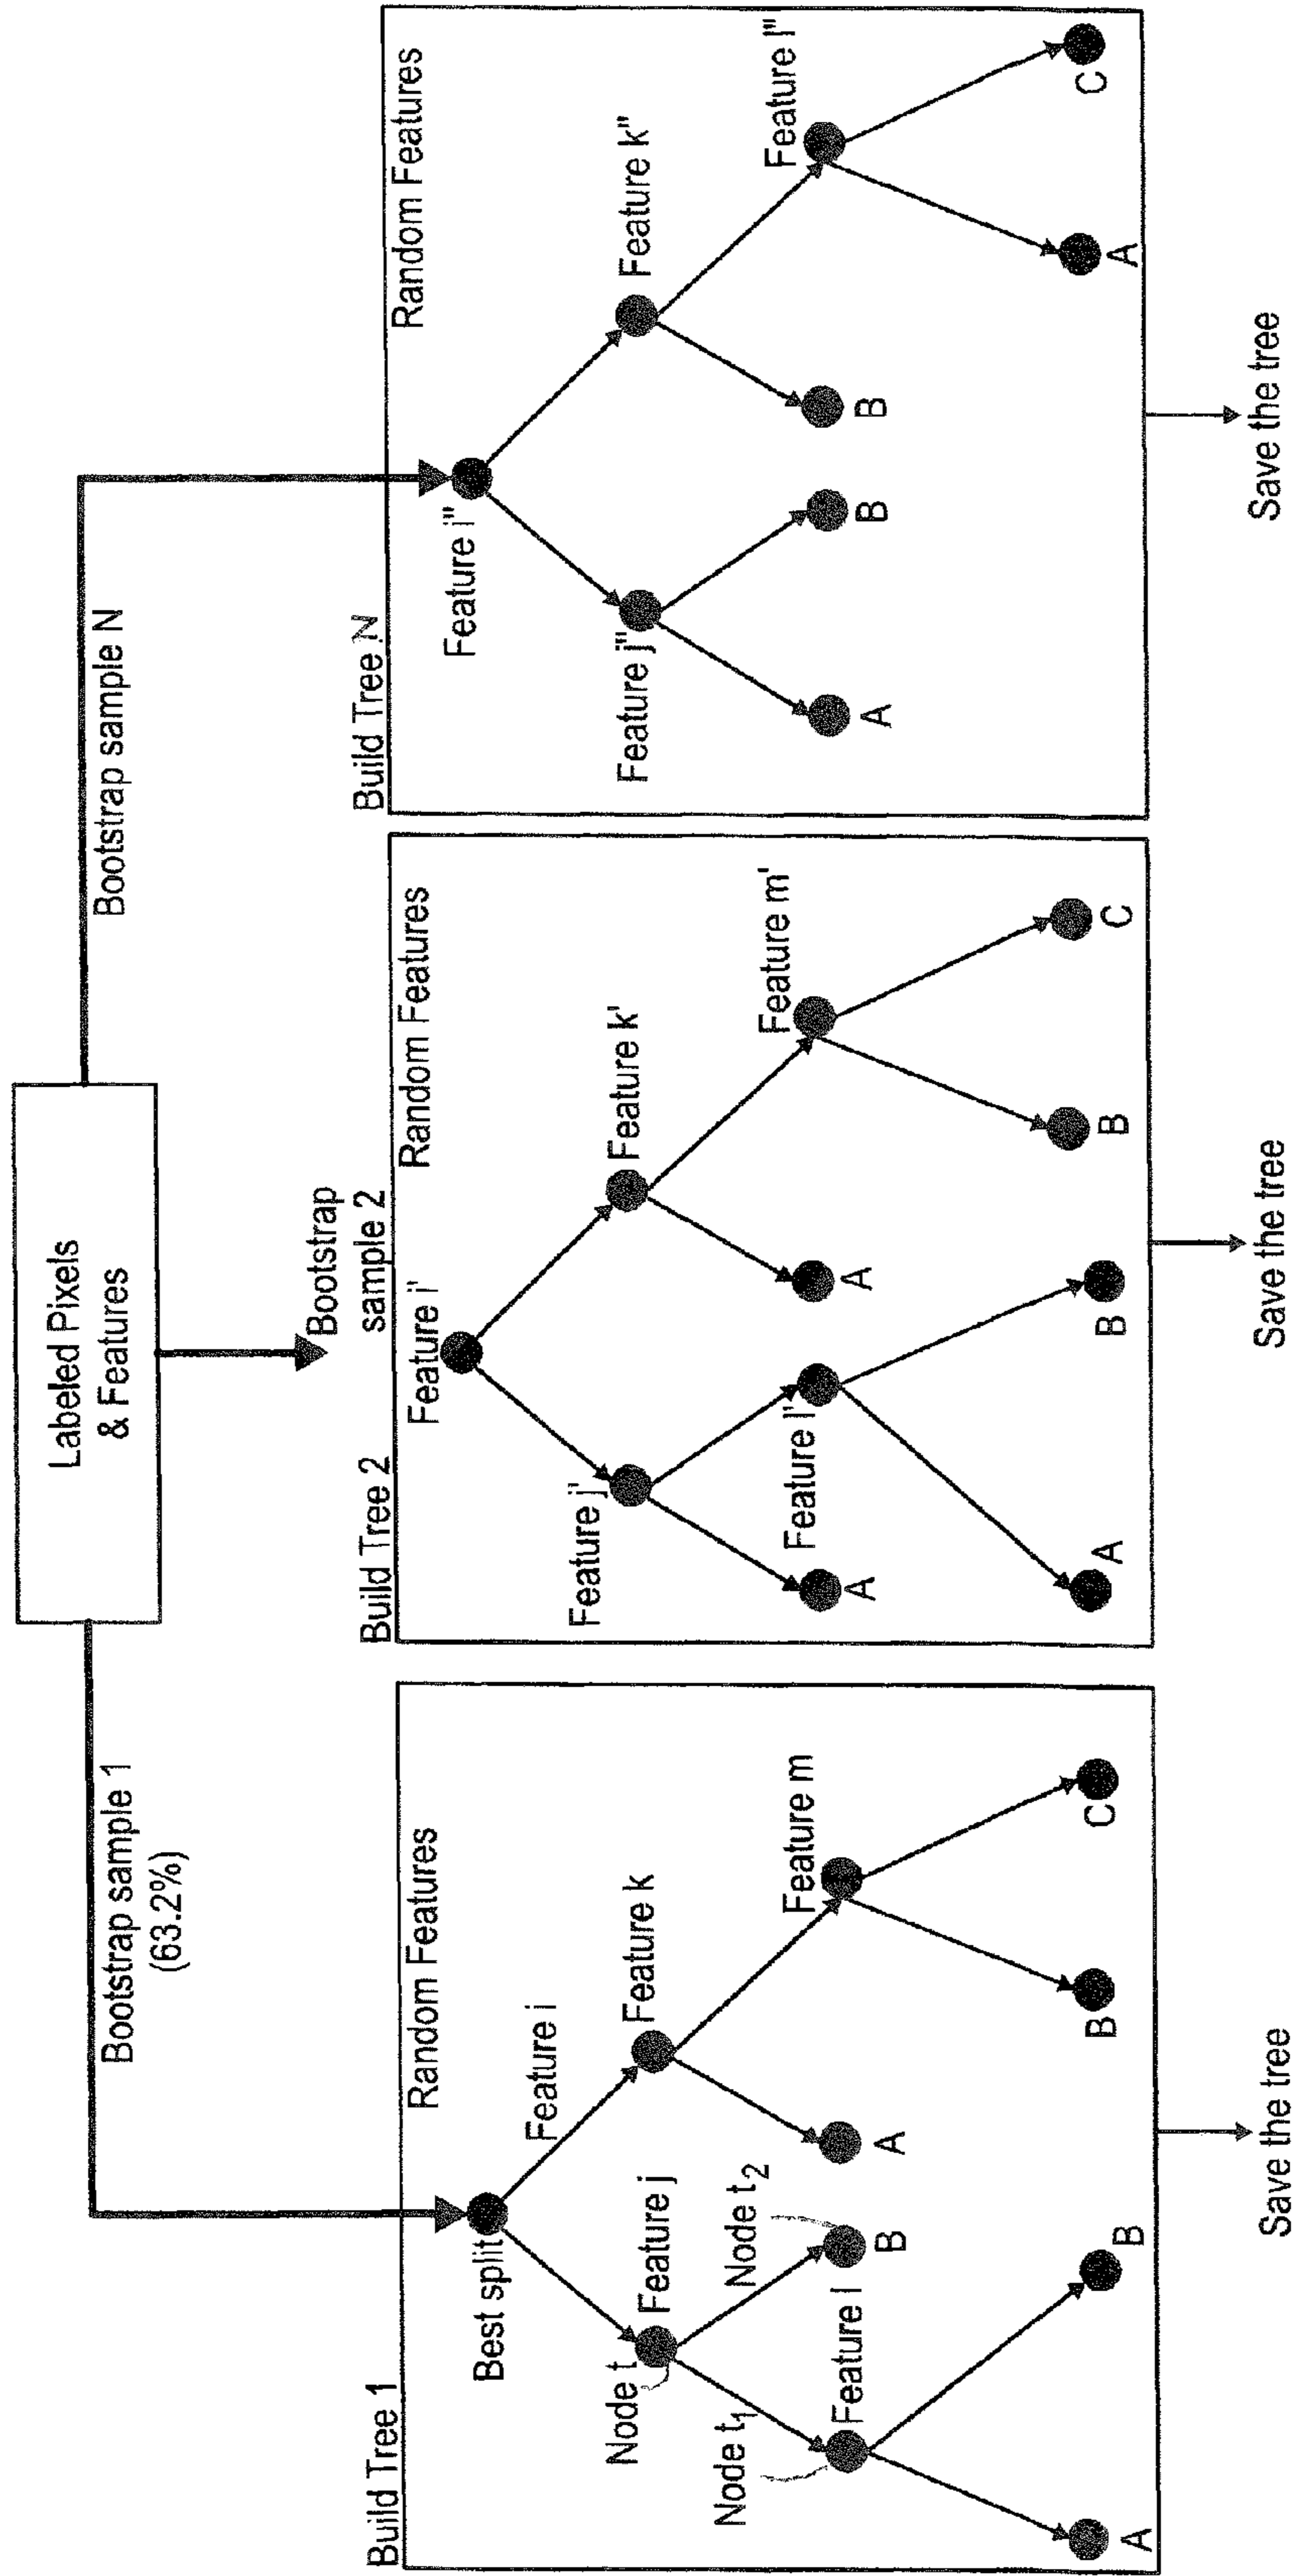 Labeled Pixels
& Features
Bootstrap sample 1
(63.2%)
Bootstrap
sample 2
Bootstrap sample N
Build Tree 1
Random Features
Best split
Feature i
Node t
Feature j
Feature k
Node t1
Node t2
Feature l
B
A
Feature m
A
B
B
C
Save the tree
Build Tree 2
Random Features
Feature i'
Feature j'
Feature k'
A
Feature l'
A
Feature m'
A
B
B
C
Save the tree
Build Tree N
Random Features
Feature i"
Feature j"
Feature k"
A
B
B
Feature l"
A
C
Save the tree